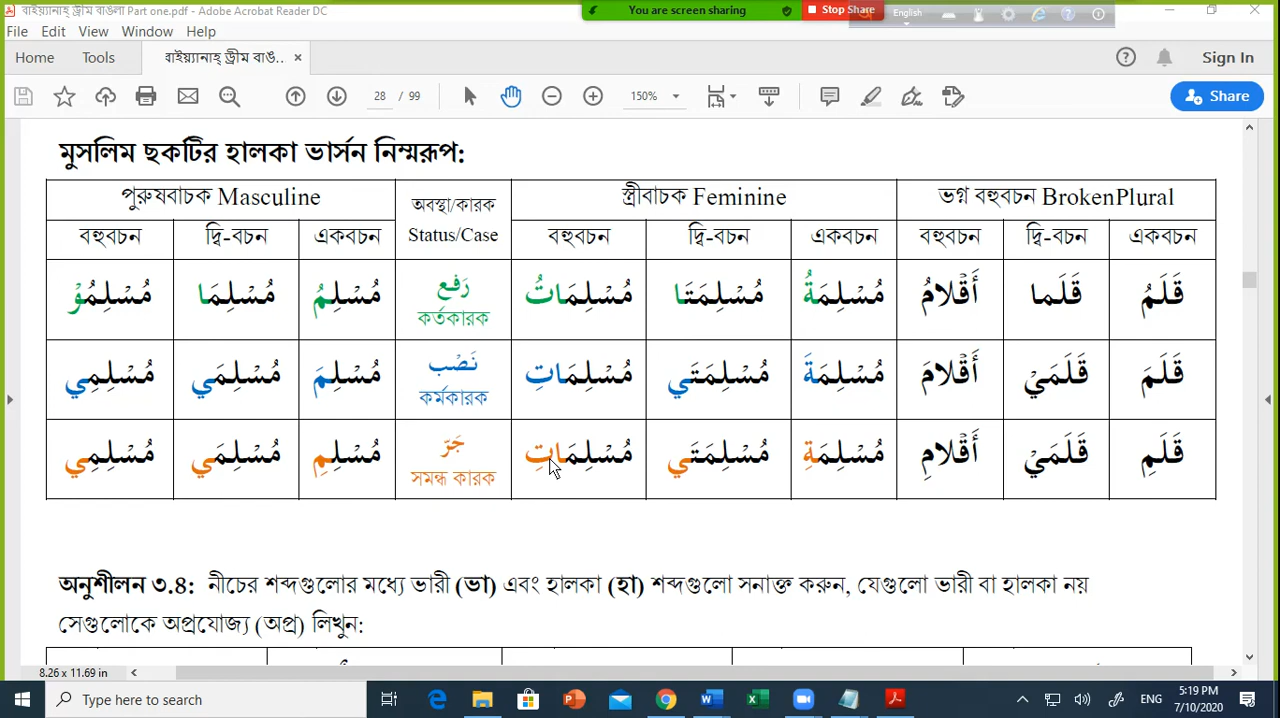 বাইয়্যানাহ্ ড্রীম বাঙলা Part one.pdf - Adobe Acrobat Reader DC
You are screen sharing
Stop Share
English
File Edit View Window Help
Home Tools বাইয়্যানাহ্ ড্রীম বাঙ.. × Sign In
28 / 99 150% Share
মুসলিম ছকটির হালকা ভার্সন নিম্মরূপ:
পুরুষবাচক Masculine অবস্থা/কারক Status/Case স্ত্রীবাচক Feminine ভগ্ন বহুবচন BrokenPlural
বহুবচন দ্বি-বচন একবচন বহুবচন দ্বি-বচন একবচন বহুবচন দ্বি-বচন একবচন
مُسْلِمُوْ مُسْلِمَا مُسْلِمُ رَفع কর্তকারক مُسْلِمَاتُ مُسْلِمَتَا مُسْلِمَةُ أَقْلامُ قَلَما قَلَمُ
مُسْلِمِي مُسْلِمَي مُسْلِمَ نَصْب কর্মকারক مُسْلِمَاتِ مُسْلِمَتَي مُسْلِمَةَ أَقْلامَ قَلَمَيْ قَلَمَ
مُسْلِمِي مُسْلِمَي مُسْلِمِ جَرّ সমন্ধ কারক مُسْلِمَاتِ مُسْلِمَتَي مُسْلِمَةِ أَقْلامِ قَلَمَيْ قَلَمِ
অনুশীলন ৩.8: নীচের শব্দগুলোর মধ্যে ভারী (ভা) এবং হালকা (হা) শব্দগুলো সনাক্ত করুন, যেগুলো ভারী বা হালকা নয়
সেগুলোকে অপ্রযোজ্য (অপ্র) লিখুন:
8.26 x 11.69 in
Type here to search
ENG
5:19 PM
7/10/2020